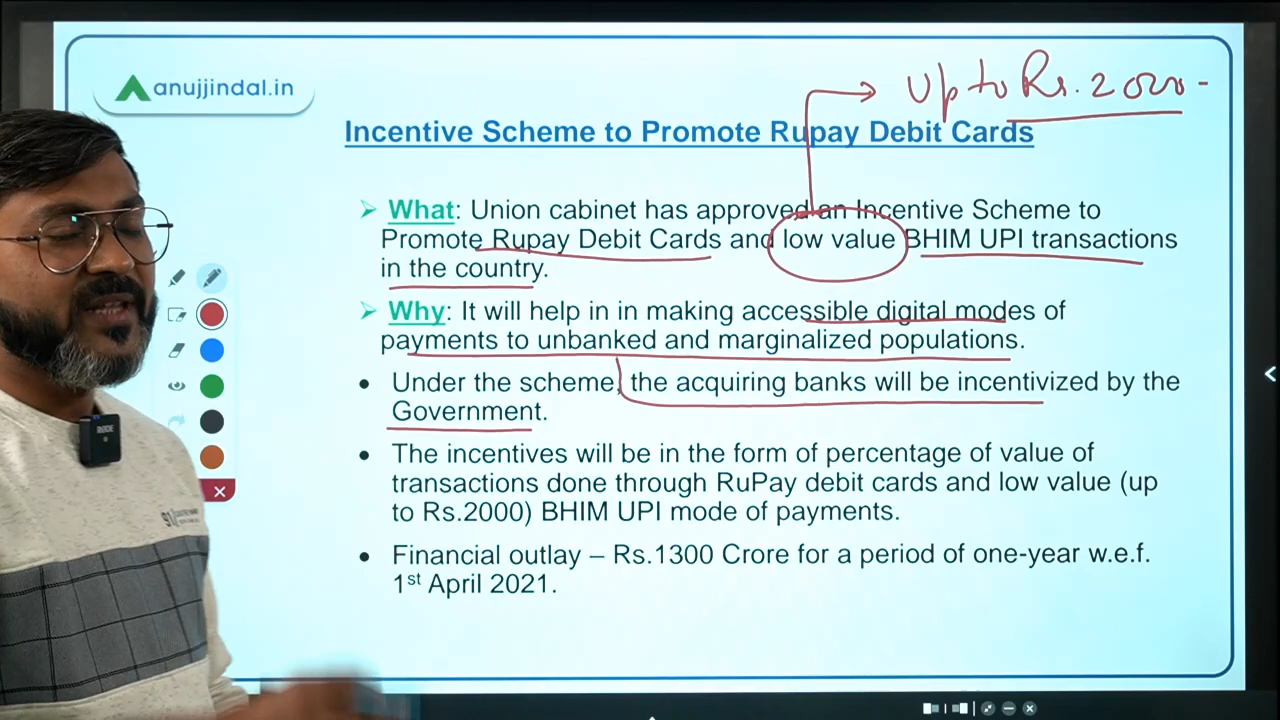 anujjindal.in
Up to Rs. 2000-
Incentive Scheme to Promote Rupay Debit Cards
What: Union cabinet has approved an Incentive Scheme to
Promote Rupay Debit Cards and low value BHIM UPI transactions
in the country.
Why: It will help in in making accessible digital modes of
payments to unbanked and marginalized populations.
• Under the scheme, the acquiring banks will be incentivized by the
Government.
• The incentives will be in the form of percentage of value of
transactions done through RuPay debit cards and low value (up
to Rs.2000) BHIM UPI mode of payments.
• Financial outlay – Rs.1300 Crore for a period of one-year w.e.f.
1st April 2021.
RODE